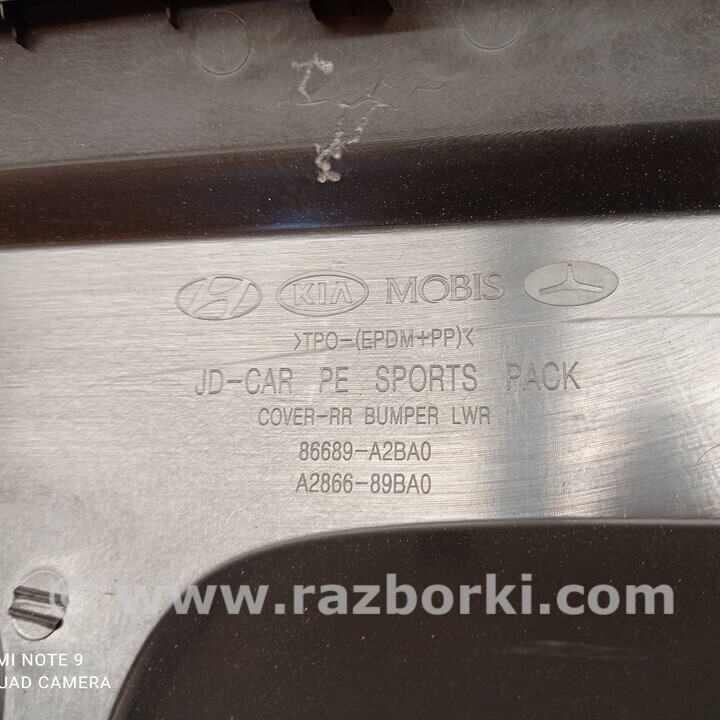 KIA MOBIS
>TPO-(EPDM+PP)<
JD-CAR PE SPORTS PACK
COVER-RR BUMPER LWR
86689-A2BA0
A2866-89BA0
© www.razborki.com
MI NOTE 9
UAD CAMERA